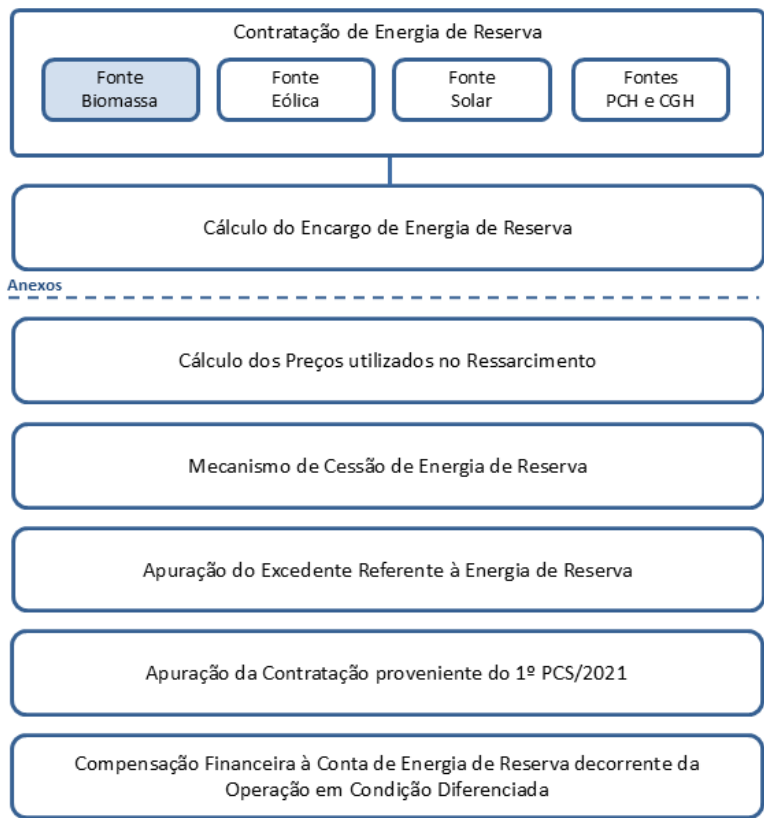 Contratação de Energia de Reserva
Fonte
Biomassa
Fonte
Eólica
Fonte
Solar
Fontes
PCH e CGH
Cálculo do Encargo de Energia de Reserva
Anexos
Cálculo dos Preços utilizados no Ressarcimento
Mecanismo de Cessão de Energia de Reserva
Apuração do Excedente Referente à Energia de Reserva
Apuração da Contratação proveniente do 1º PCS/2021
Compensação Financeira à Conta de Energia de Reserva decorrente da
Operação em Condição Diferenciada